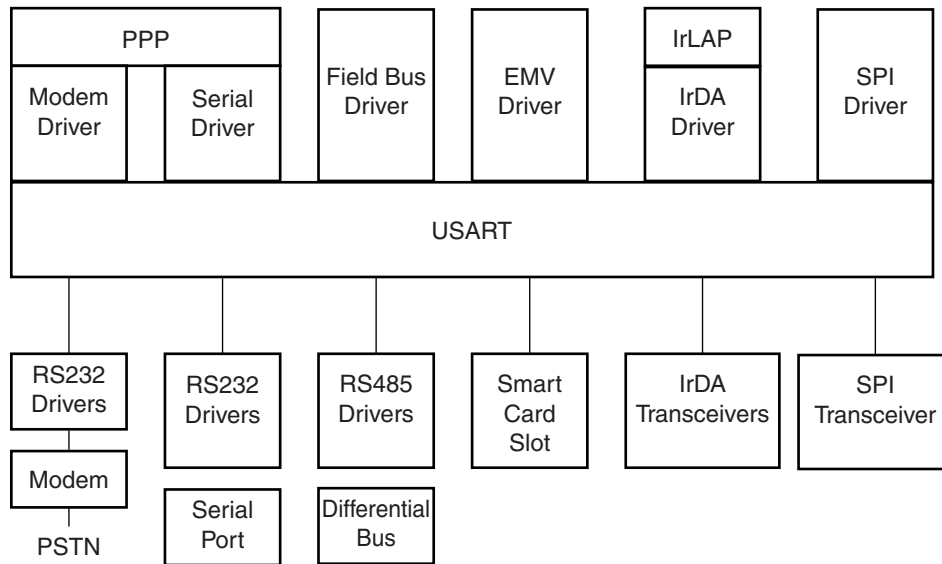 PPP
IrLAP
Modem
Driver
Serial
Driver
Field Bus
Driver
EMV
Driver
IrDA
Driver
SPI
Driver
USART
RS232
Drivers
RS232
Drivers
RS485
Drivers
Smart
Card
Slot
IrDA
Transceivers
SPI
Transceiver
Modem
Serial
Port
Differential
Bus
PSTN